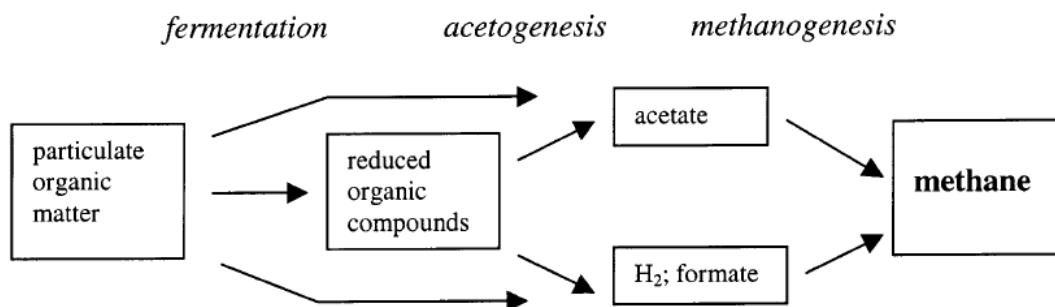 fermentation acetogenesis methanogenesis
particulate
organic
matter
reduced
organic
compounds
acetate
H₂; formate
methane